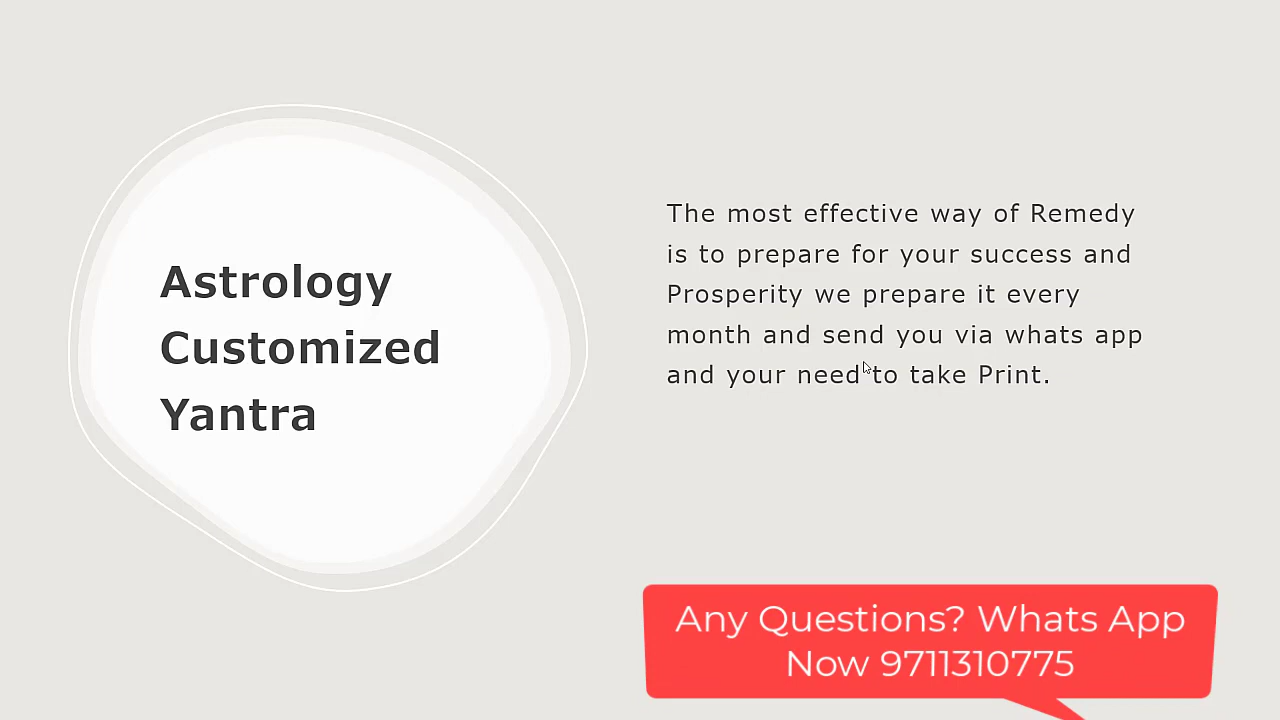 Astrology
Customized
Yantra
The most effective way of Remedy
is to prepare for your success and
Prosperity we prepare it every
month and send you via whats app
and your need to take Print.
Any Questions? Whats App
Now 9711310775